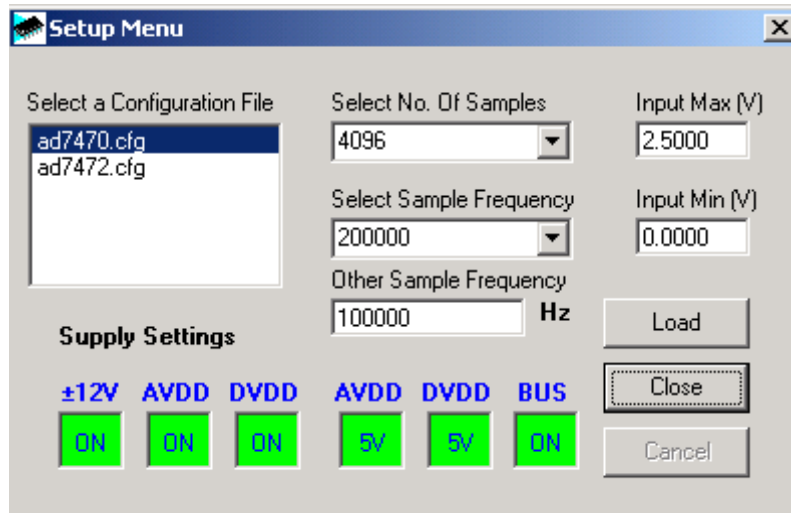 Setup Menu
Select a Configuration File
ad7470.cfg
ad7472.cfg
Select No. Of Samples
4096
Select Sample Frequency
200000
Other Sample Frequency
100000 Hz
Input Max (V)
2.5000
Input Min (V)
0.0000
Load
Close
Cancel
Supply Settings
±12V AVDD DVDD AVDD DVDD BUS
ON ON ON 5V 5V ON